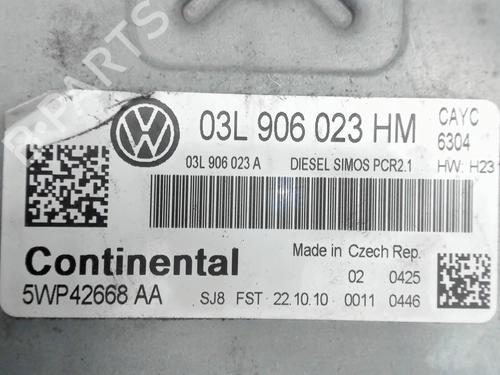 B-PARTS
03L 906 023 HM
CAYC
6304
03L 906 023 A
DIESEL SIMOS PCR2.1
HW: H23
Continental
Made in Czech Rep.
02 0425
5WP42668 AA
SJ8 FST 22.10.10 0011 0446